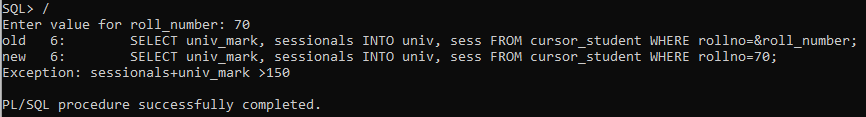 SQL> /
Enter value for roll_number: 70
old   6:         SELECT univ_mark, sessionals INTO univ, sess FROM cursor_student WHERE rollno=&roll_number;
new   6:         SELECT univ_mark, sessionals INTO univ, sess FROM cursor_student WHERE rollno=70;
Exception: sessionals+univ_mark >150

PL/SQL procedure successfully completed.